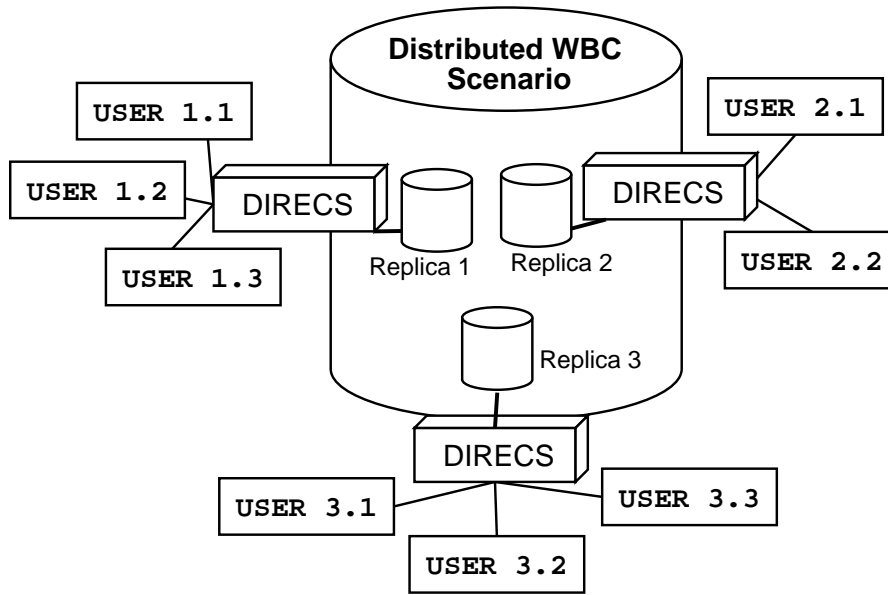 Distributed WBC
Scenario
USER 1.1
USER 1.2
USER 1.3
DIRECS
Replica 1
Replica 2
DIRECS
USER 2.1
USER 2.2
Replica 3
DIRECS
USER 3.1
USER 3.2
USER 3.3